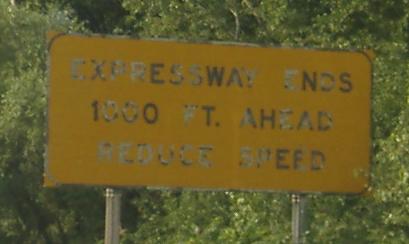 EXPRESSWAY ENDS
1000 FT. AHEAD
REDUCE SPEED